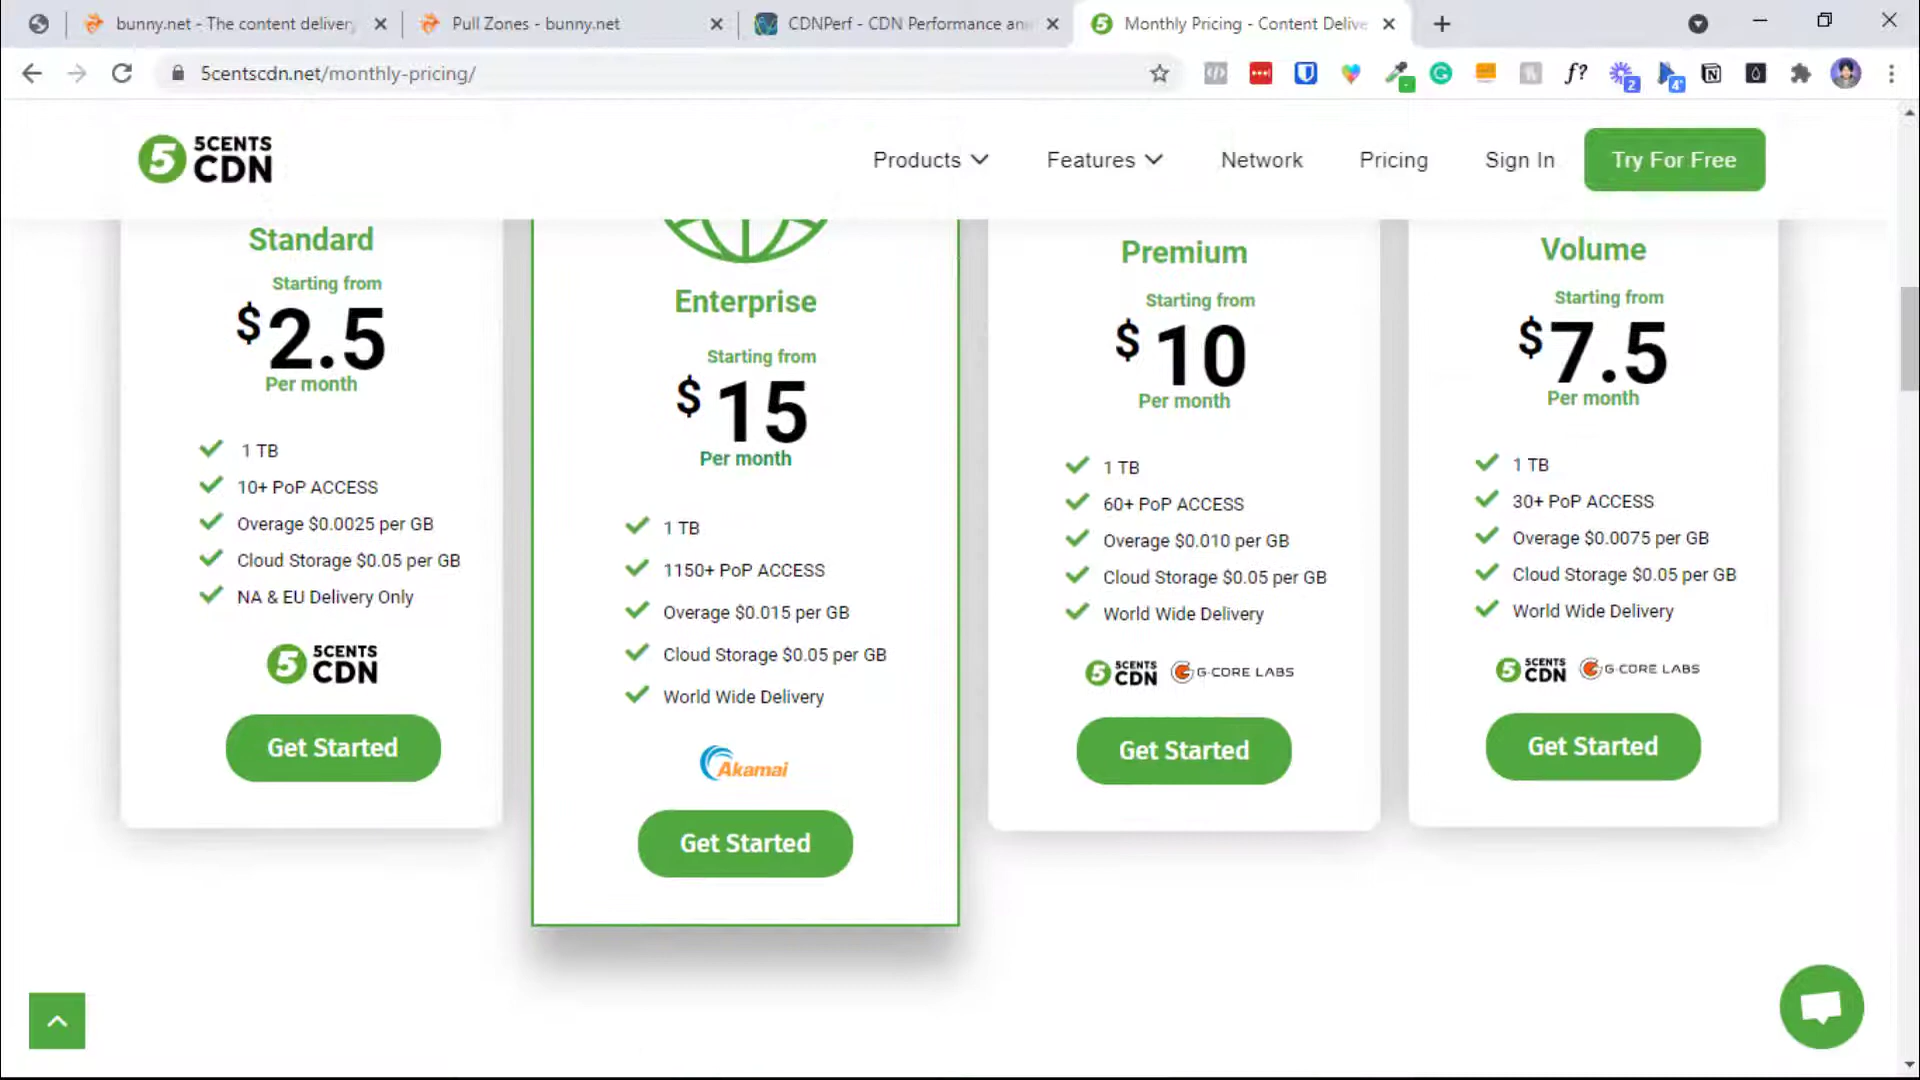 bunny.net - The content delivery
Pull Zones - bunny.net
CDNPerf - CDN Performance an
Monthly Pricing - Content Delive
5centscdn.net/monthly-pricing/
f?
2
4
5 5CENTS
CDN
Products
Features
Network
Pricing
Sign In
Try For Free
Standard
Starting from
$2.5
Per month
1 TB
10+ PoP ACCESS
Overage $0.0025 per GB
Cloud Storage $0.05 per GB
NA & EU Delivery Only
5 5CENTS
CDN
Get Started
Enterprise
Starting from
$ 15
Per month
1 TB
1150+ PoP ACCESS
Overage $0.015 per GB
Cloud Storage $0.05 per GB
World Wide Delivery
Akamai
Get Started
Premium
Starting from
$ 10
Per month
1 TB
60+ PoP ACCESS
Overage $0.010 per GB
Cloud Storage $0.05 per GB
World Wide Delivery
5 5CENTS
CDN
G·CORE LABS
Get Started
Volume
Starting from
$7.5
Per month
1 TB
30+ PoP ACCESS
Overage $0.0075 per GB
Cloud Storage $0.05 per GB
World Wide Delivery
5 5CENTS
CDN
G·CORE LABS
Get Started